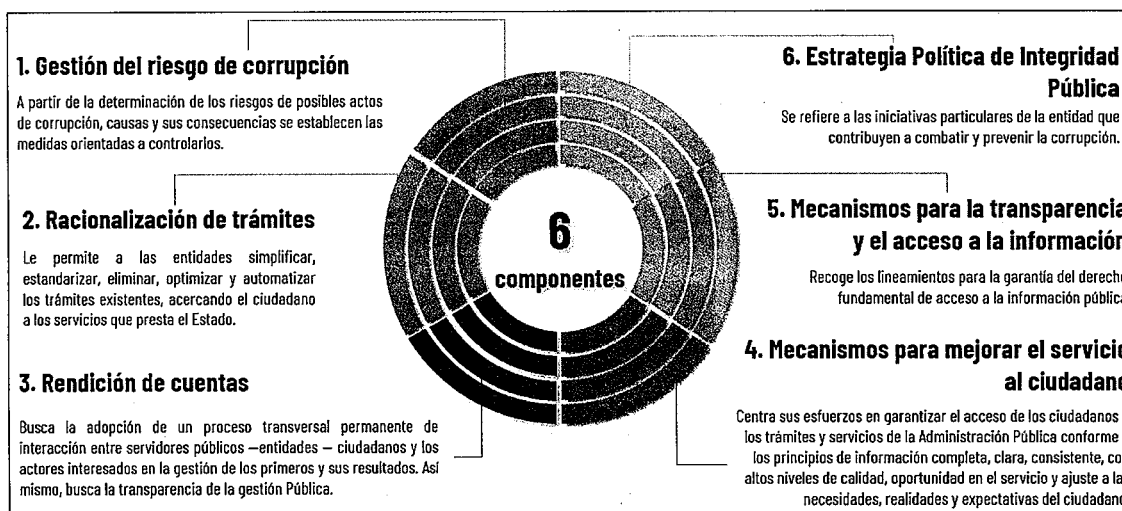 1. Gestión del riesgo de corrupción
A partir de la determinación de los riesgos de posibles actos
de corrupción, causas y sus consecuencias se establecen las
medidas orientadas a controlarlos.
2. Racionalización de trámites
Le permite a las entidades simplificar,
estandarizar, eliminar, optimizar y automatizar
los trámites existentes, acercando el ciudadano
a los servicios que presta el Estado.
3. Rendición de cuentas
Busca la adopción de un proceso transversal permanente de
interacción entre servidores públicos —entidades — ciudadanos y los
actores interesados en la gestión de los primeros y sus resultados. Así
mismo, busca la transparencia de la gestión Pública.
6
componentes
6. Estrategia Política de Integridad
Pública
Se refiere a las iniciativas particulares de la entidad que
contribuyen a combatir y prevenir la corrupción.
5. Mecanismos para la transparencia
y el acceso a la información
Recoge los lineamientos para la garantía del derech
fundamental de acceso a la información pública
4. Mecanismos para mejorar el servicio
al ciudadan
Centra sus esfuerzos en garantizar el acceso de los ciudadanos
los trámites y servicios de la Administración Pública conforme
los principios de información completa, clara, consistente, co
altos niveles de calidad, oportunidad en el servicio y ajuste a la
necesidades, realidades y expectativas del ciudadan